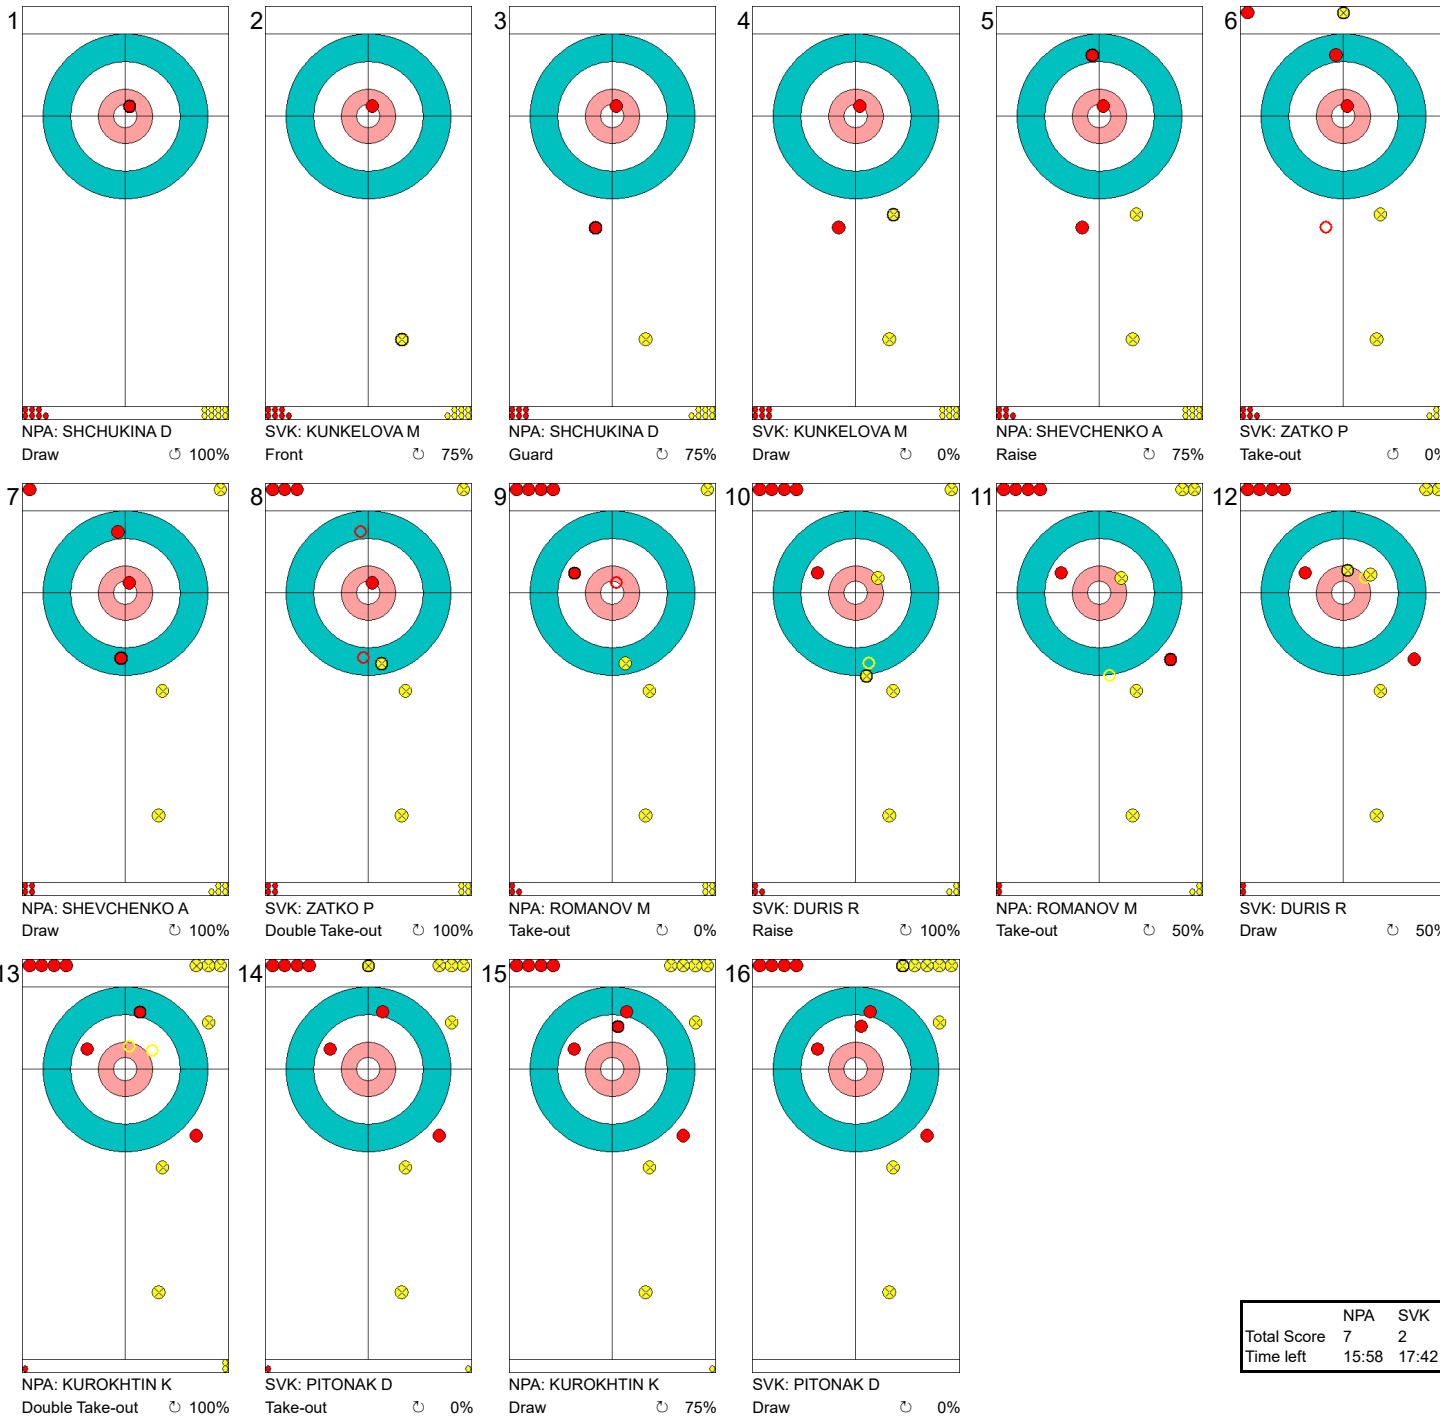 1 2 3 4 5 6
NPA: SHCHUKINA D SVK: KUNKELOVA M NPA: SHCHUKINA D SVK: KUNKELOVA M NPA: SHEVCHENKO A SVK: ZATKO P
Draw 100% Front 75% Guard 75% Draw 0% Raise 75% Take-out 0%
7 8 9 10 11 12
NPA: SHEVCHENKO A SVK: ZATKO P NPA: ROMANOV M SVK: DURIS R NPA: ROMANOV M SVK: DURIS R
Draw 100% Double Take-out 100% Take-out 0% Raise 100% Take-out 50% Draw 50%
13 14 15 16
NPA: KUROKHTIN K SVK: PITONAK D NPA: KUROKHTIN K SVK: PITONAK D
Double Take-out 100% Take-out 0% Draw 75% Draw 0%
NPA SVK
Total Score 7 2
Time left 15:58 17:42